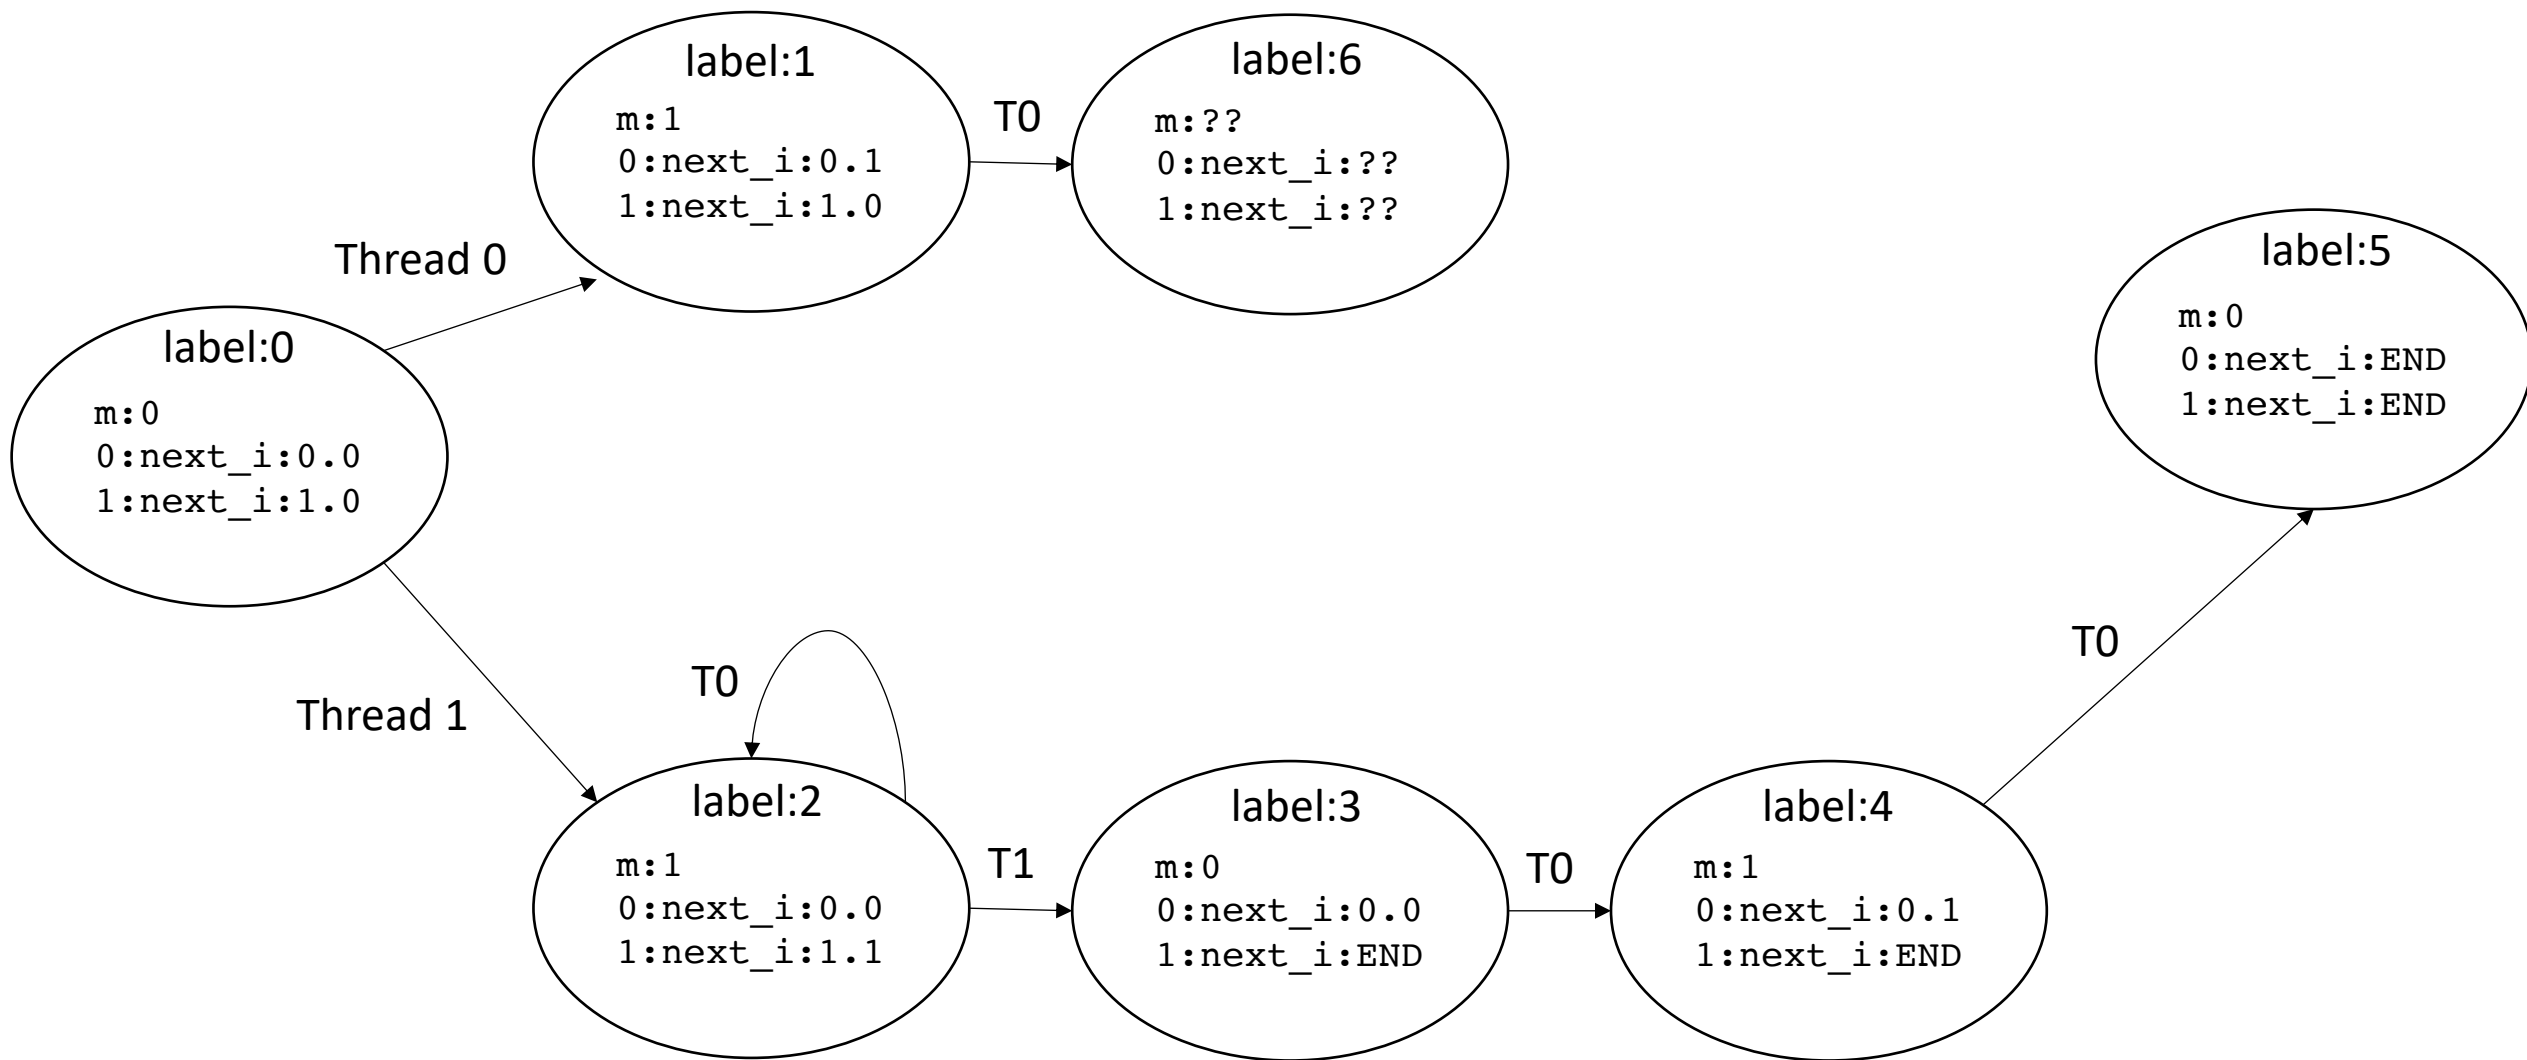 label:1
m:1
0:next_i:0.1
1:next_i:1.0
T0
label:6
m:??
0:next_i:??
1:next_i:??
Thread 0
label:0
m:0
0:next_i:0.0
1:next_i:1.0
label:5
m:0
0:next_i:END
1:next_i:END
Thread 1
T0
label:2
m:1
0:next_i:0.0
1:next_i:1.1
T1
label:3
m:0
0:next_i:0.0
1:next_i:END
T0
label:4
m:1
0:next_i:0.1
1:next_i:END
T0